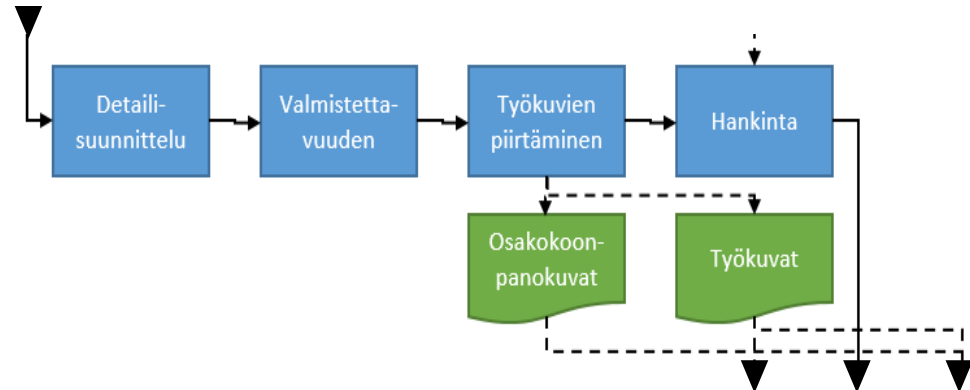 Detaili-
suunnittelu
Valmistetta-
vuuden
Työkuvien
piirtäminen
Hankinta
Osakokoon-
panokuvat
Työkuvat